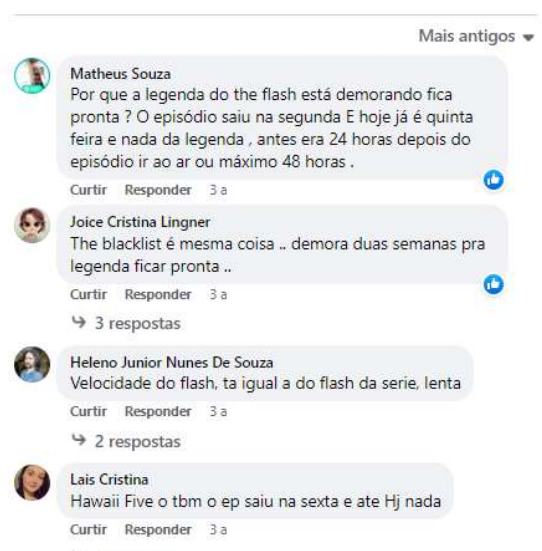 Mais antigos
Matheus Souza
Por que a legenda do the flash está demorando fica
pronta ? O episódio saiu na segunda E hoje já é quinta
feira e nada da legenda , antes era 24 horas depois do
episódio ir ao ar ou máximo 48 horas .
Curtir Responder 3 a
Joice Cristina Lingner
The blacklist é mesma coisa .. demora duas semanas pra
legenda ficar pronta ..
Curtir Responder 3 a
3 respostas
Heleno Junior Nunes De Souza
Velocidade do flash, ta igual a do flash da serie, lenta
Curtir Responder 3 a
2 respostas
Lais Cristina
Hawaii Five o tbm o ep saiu na sexta e ate Hj nada
Curtir Responder 3 a